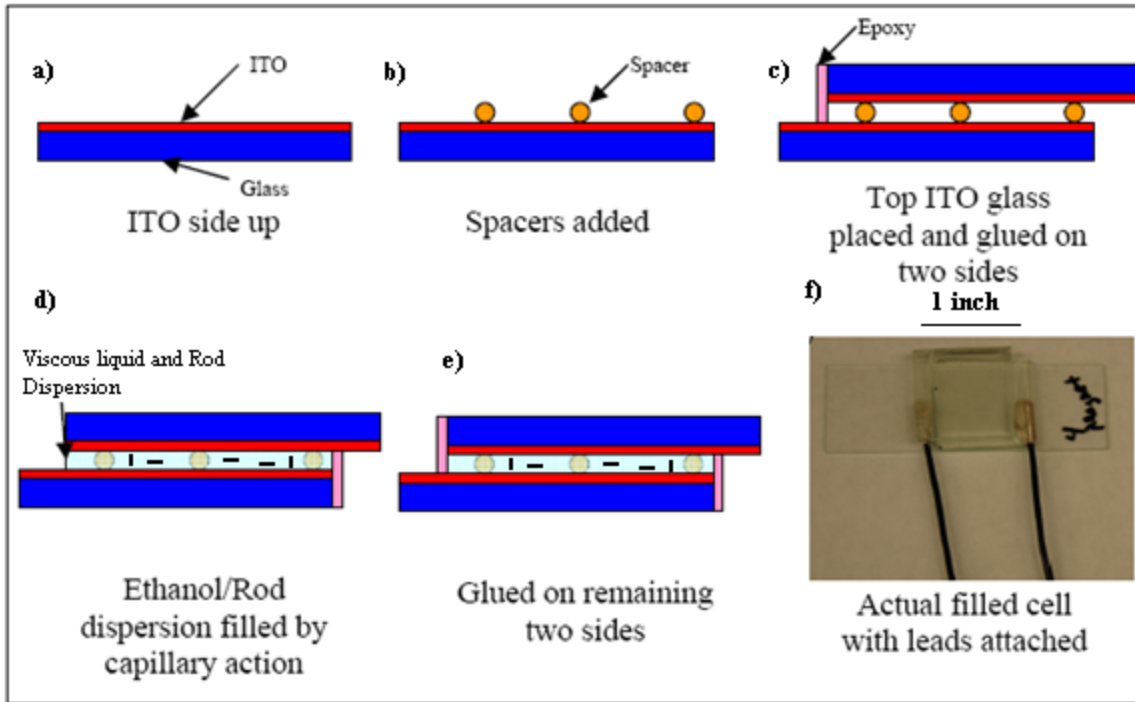 a)
ITO
Glass
ITO side up
b)
Spacer
Spacers added
c)
Epoxy
Top ITO glass
placed and glued on
two sides
d)
Viscous liquid and Rod
Dispersion
Ethanol/Rod
dispersion filled by
capillary action
e)
Glued on remaining
two sides
f)
1 inch
Actual filled cell
with leads attached